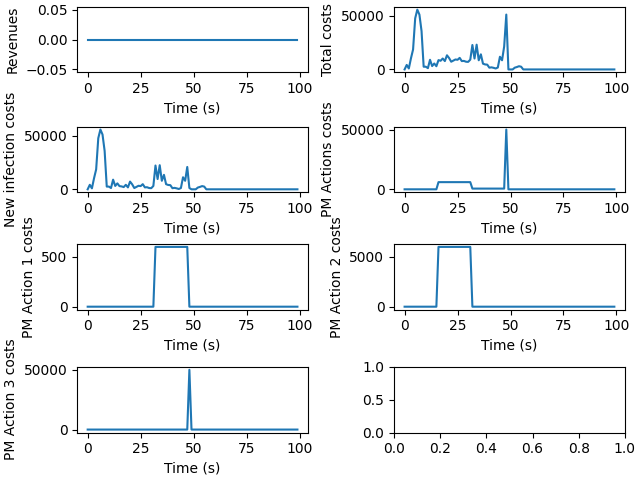 Revenues
0.05
0.00
−0.05
0 25 50 75 100
Time (s)
Total costs
50000
0
0 25 50 75 100
Time (s)
New infection costs
50000
0
0 25 50 75 100
Time (s)
PM Actions costs
50000
0
0 25 50 75 100
Time (s)
PM Action 1 costs
500
0
0 25 50 75 100
Time (s)
PM Action 2 costs
5000
0
0 25 50 75 100
Time (s)
PM Action 3 costs
50000
0
0 25 50 75 100
Time (s)
1.0
0.5
0.0
0.0 0.2 0.4 0.6 0.8 1.0